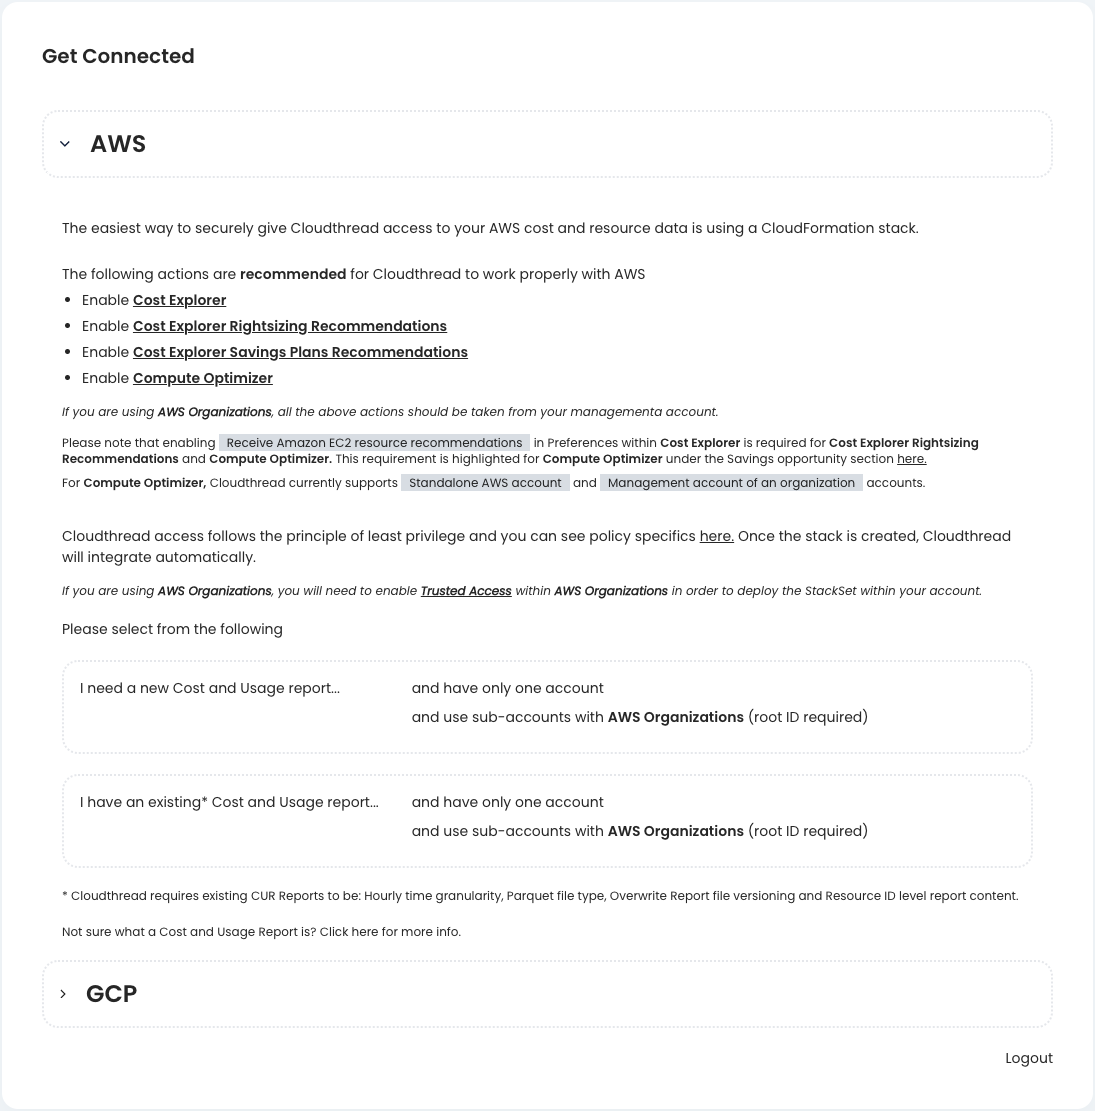 Get Connected
AWS
The easiest way to securely give Cloudthread access to your AWS cost and resource data is using a CloudFormation stack.
The following actions are recommended for Cloudthread to work properly with AWS
• Enable Cost Explorer
• Enable Cost Explorer Rightsizing Recommendations
• Enable Cost Explorer Savings Plans Recommendations
• Enable Compute Optimizer
If you are using AWS Organizations, all the above actions should be taken from your managementa account.
Please note that enabling Receive Amazon EC2 resource recommendations in Preferences within Cost Explorer is required for Cost Explorer Rightsizing
Recommendations and Compute Optimizer. This requirement is highlighted for Compute Optimizer under the Savings opportunity section here.
For Compute Optimizer, Cloudthread currently supports Standalone AWS account and Management account of an organization accounts.
Cloudthread access follows the principle of least privilege and you can see policy specifics here. Once the stack is created, Cloudthread
will integrate automatically.
If you are using AWS Organizations, you will need to enable Trusted Access within AWS Organizations in order to deploy the StackSet within your account.
Please select from the following
I need a new Cost and Usage report... and have only one account
and use sub-accounts with AWS Organizations (root ID required)
I have an existing* Cost and Usage report... and have only one account
and use sub-accounts with AWS Organizations (root ID required)
* Cloudthread requires existing CUR Reports to be: Hourly time granularity, Parquet file type, Overwrite Report file versioning and Resource ID level report content.
Not sure what a Cost and Usage Report is? Click here for more info.
GCP
Logout